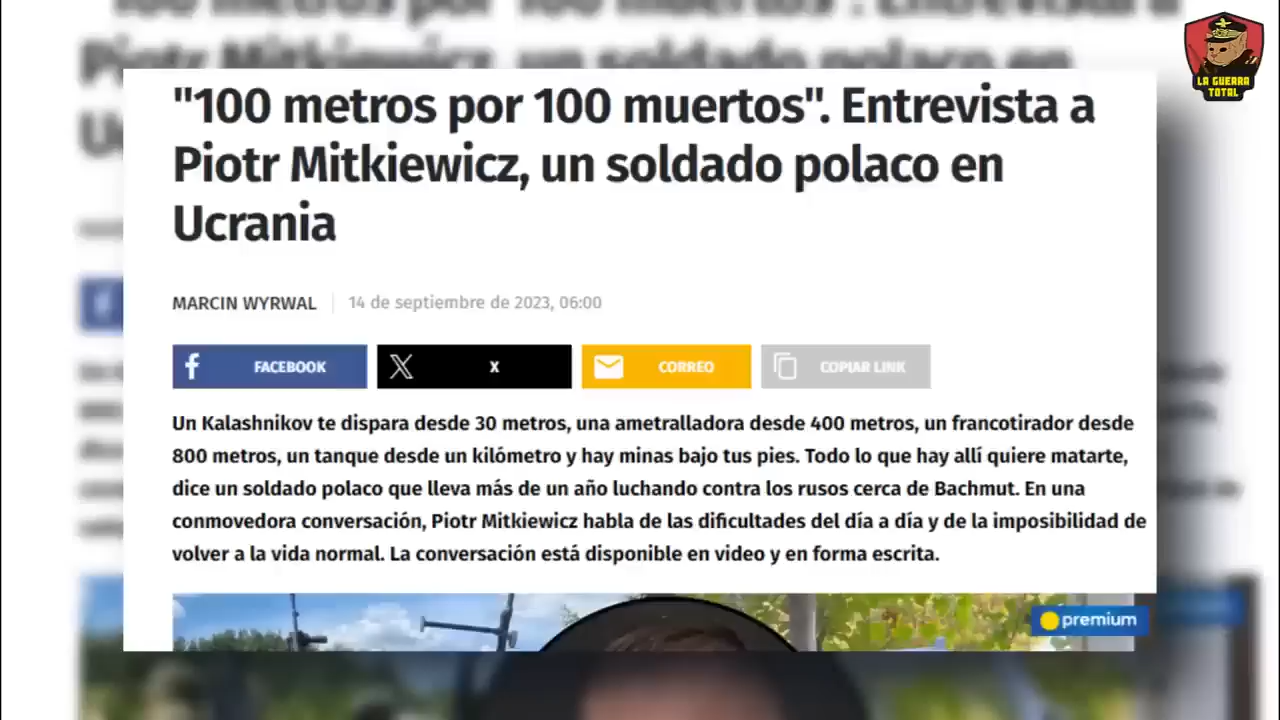 LA GUERRA
TOTAL
"100 metros por 100 muertos". Entrevista a
Piotr Mitkiewicz, un soldado polaco en
Ucrania
MARCIN WYRWAL
14 de septiembre de 2023, 06:00
FACEBOOK
X
CORREO
COPIAR LINK
Un Kalashnikov te dispara desde 30 metros, una ametralladora desde 400 metros, un francotirador desde
800 metros, un tanque desde un kilómetro y hay minas bajo tus pies. Todo lo que hay allí quiere matarte,
dice un soldado polaco que lleva más de un año luchando contra los rusos cerca de Bachmut. En una
conmovedora conversación, Piotr Mitkiewicz habla de las dificultades del día a día y de la imposibilidad de
volver a la vida normal. La conversación está disponible en video y en forma escrita.
premium